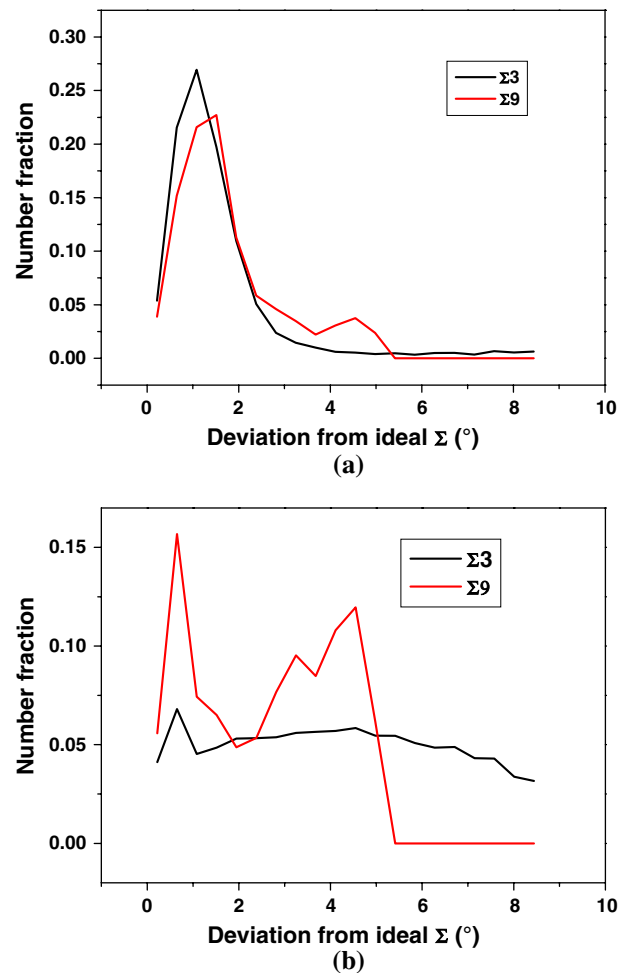 0.30
0.25
0.20
0.15
0.10
0.05
0.00
Number fraction
Σ3
Σ9
0 2 4 6 8 10
Deviation from ideal Σ (°)
(a)
0.15
0.10
0.05
0.00
Number fraction
Σ3
Σ9
0 2 4 6 8 10
Deviation from ideal Σ (°)
(b)